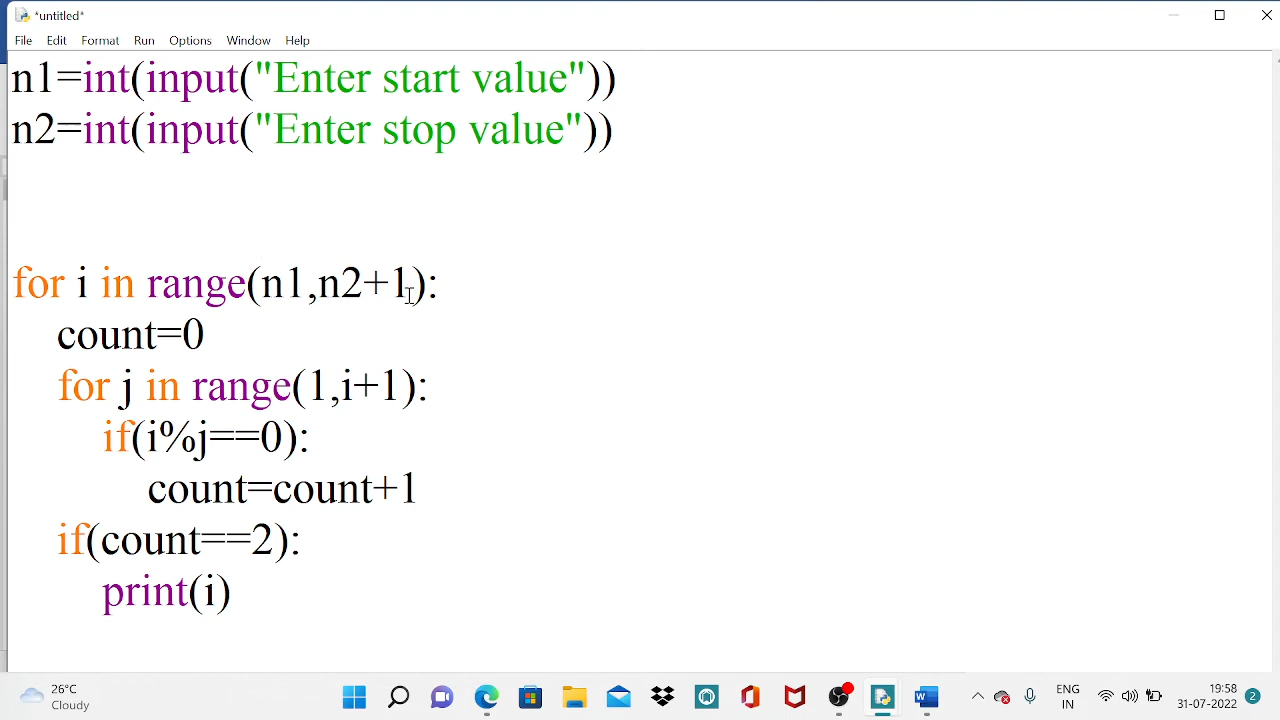 *untitled*
File Edit Format Run Options Window Help
n1=int(input("Enter start value"))
n2=int(input("Enter stop value"))
for i in range(n1,n2+1):
count=0
for j in range(1,i+1):
if(i%j==0):
count=count+1
if(count==2):
print(i)
26°C
Cloudy
ENG
IN
19:58
31-07-2022
2